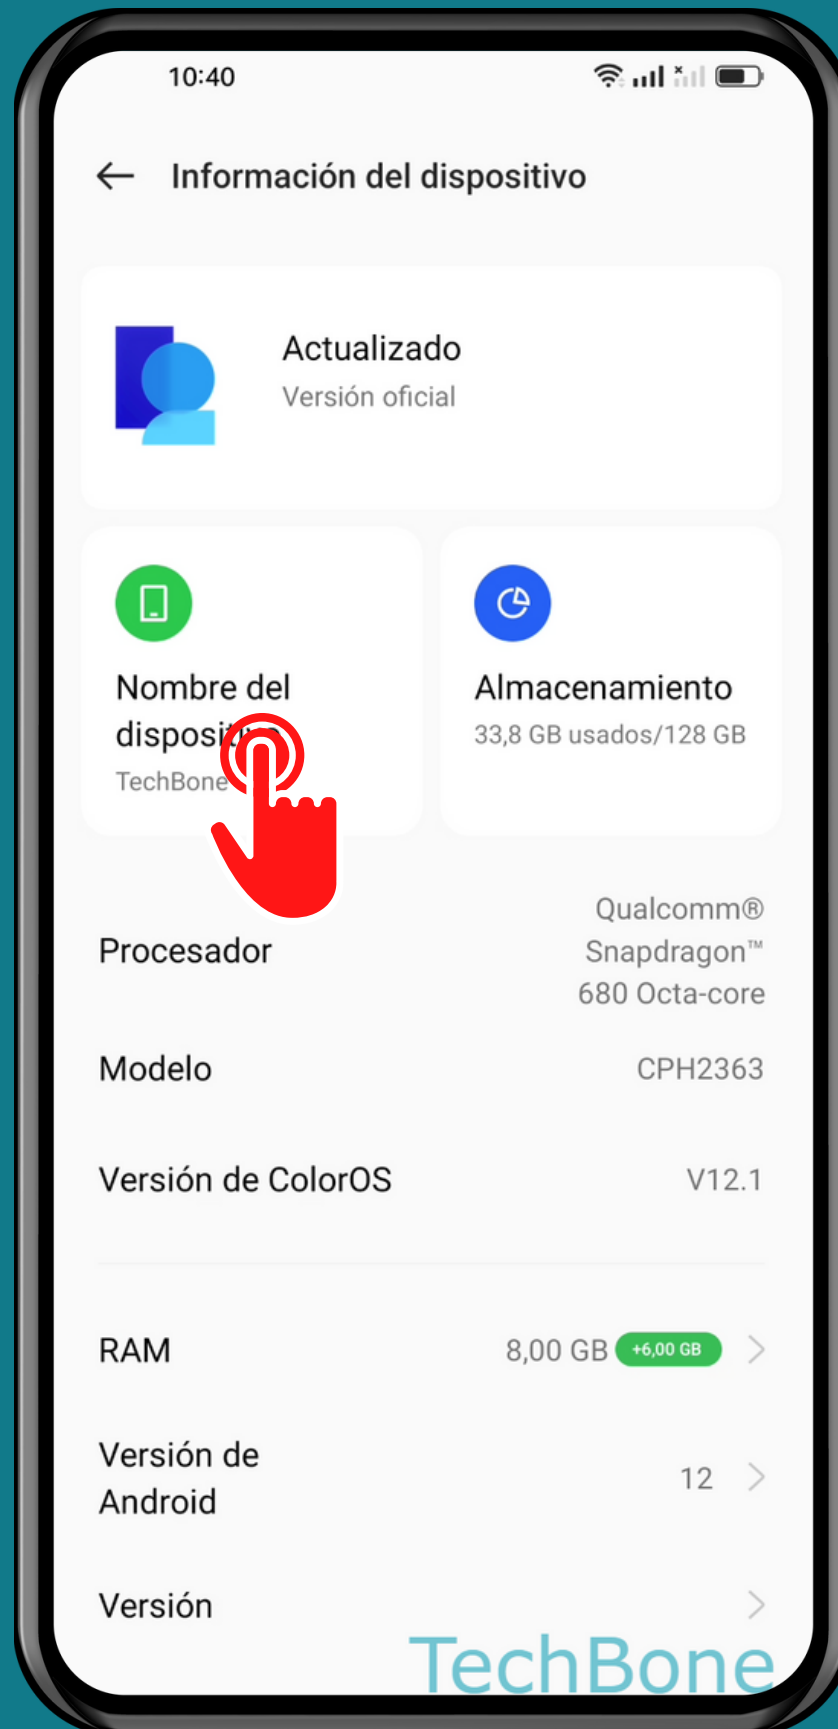 10:40
Información del dispositivo
Actualizado
Versión oficial
Nombre del
dispositivo
TechBone
Almacenamiento
33,8 GB usados/128 GB
Procesador
Qualcomm®
Snapdragon™
680 Octa-core
Modelo
CPH2363
Versión de ColorOS
V12.1
RAM
8,00 GB +6,00 GB
Versión de
Android
12
Versión
TechBone